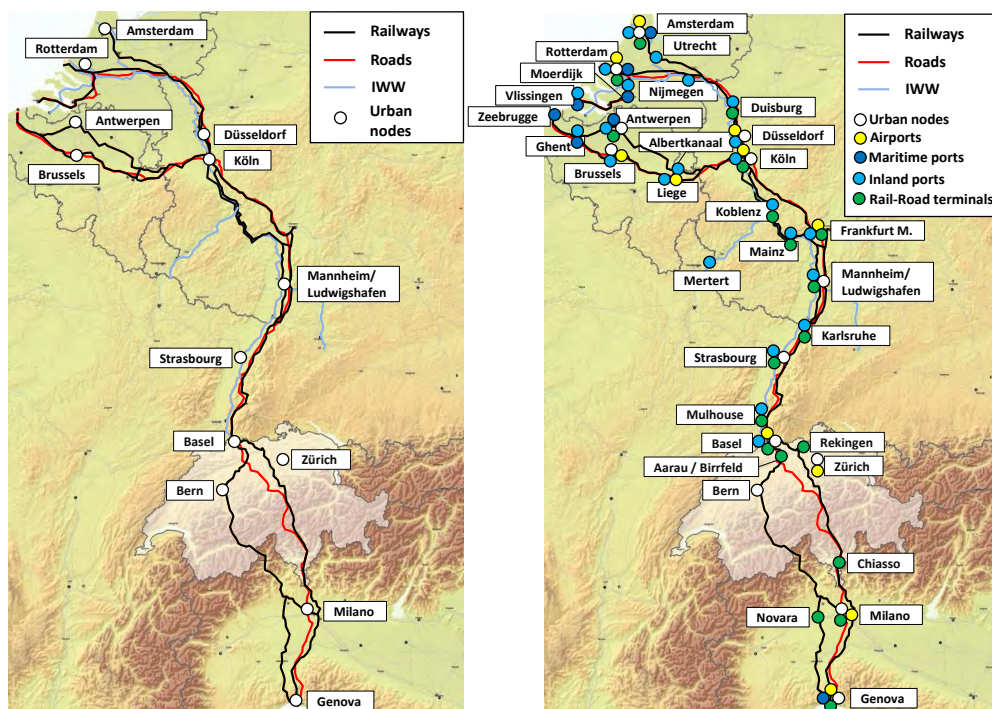 Amsterdam
Rotterdam
Antwerpen
Düsseldorf
Köln
Brussels
Mannheim/
Ludwigshafen
Strasbourg
Basel
Zürich
Bern
Milano
Genova
Railways
Roads
IWW
Urban
nodes
Amsterdam
Utrecht
Rotterdam
Moerdijk
Nijmegen
Vlissingen
Duisburg
Zeebrugge
Antwerpen
Düsseldorf
Albertkanaal
Ghent
Köln
Brussels
Liege
Koblenz
Frankfurt M.
Mainz
Mertert
Mannheim/
Ludwigshafen
Karlsruhe
Strasbourg
Mulhouse
Basel
Rekingen
Aarau / Birrfeld
Zürich
Bern
Chiasso
Novara
Milano
Genova
Railways
Roads
IWW
Urban nodes
Airports
Maritime ports
Inland ports
Rail-Road terminals